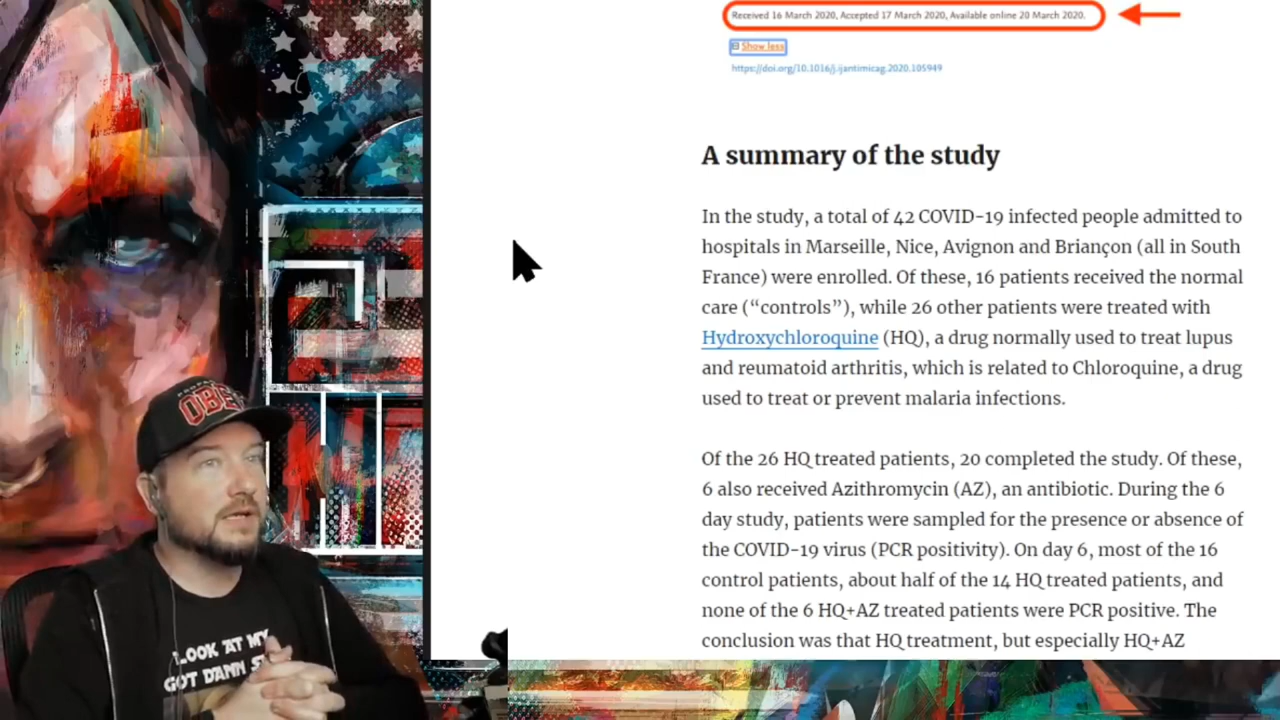 Received 16 March 2020, Accepted 17 March 2020, Available online 20 March 2020.
Show less
https://doi.org/10.1016/j.ijantimicag.2020.105949
A summary of the study
In the study, a total of 42 COVID-19 infected people admitted to
hospitals in Marseille, Nice, Avignon and Briançon (all in South
France) were enrolled. Of these, 16 patients received the normal
care (“controls”), while 26 other patients were treated with
Hydroxychloroquine (HQ), a drug normally used to treat lupus
and reumatoid arthritis, which is related to Chloroquine, a drug
used to treat or prevent malaria infections.
Of the 26 HQ treated patients, 20 completed the study. Of these,
6 also received Azithromycin (AZ), an antibiotic. During the 6
day study, patients were sampled for the presence or absence of
the COVID-19 virus (PCR positivity). On day 6, most of the 16
control patients, about half of the 14 HQ treated patients, and
none of the 6 HQ+AZ treated patients were PCR positive. The
conclusion was that HQ treatment, but especially HQ+AZ
OBEY
LOOK AT MY
GOT DAMN